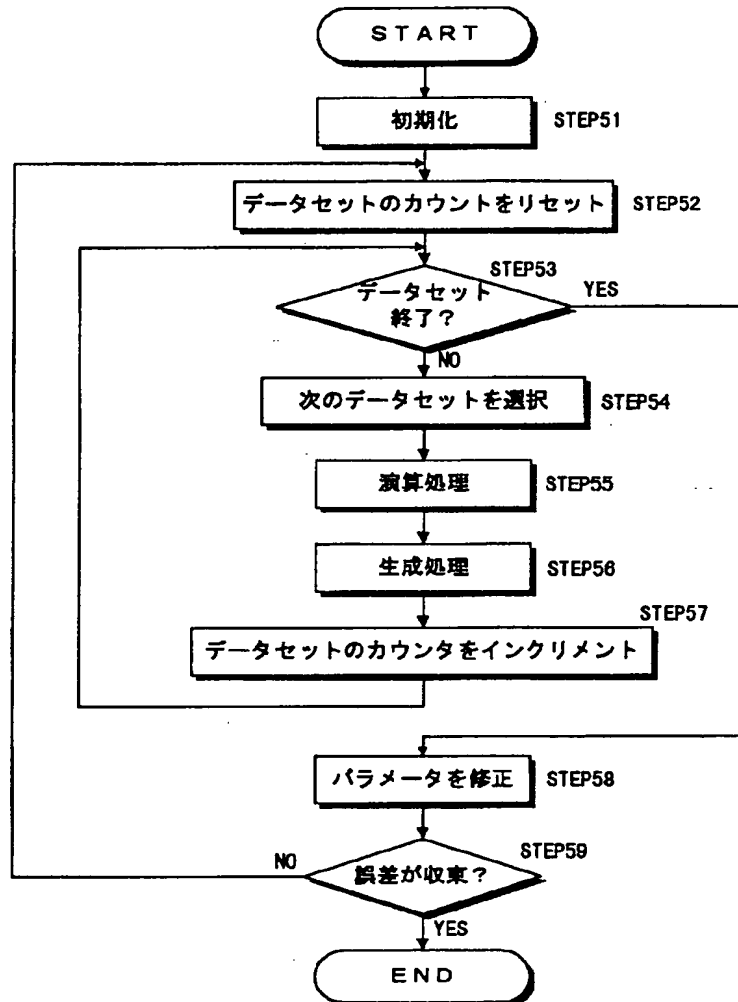 START
初期化
STEP51
データセットのカウントをリセット
STEP52
STEP53
データセット
終了?
YES
NO
次のデータセットを選択
STEP54
演算処理
STEP55
生成処理
STEP56
STEP57
データセットのカウンタをインクリメント
パラメータを修正
STEP58
STEP59
NO
誤差が収束?
YES
END